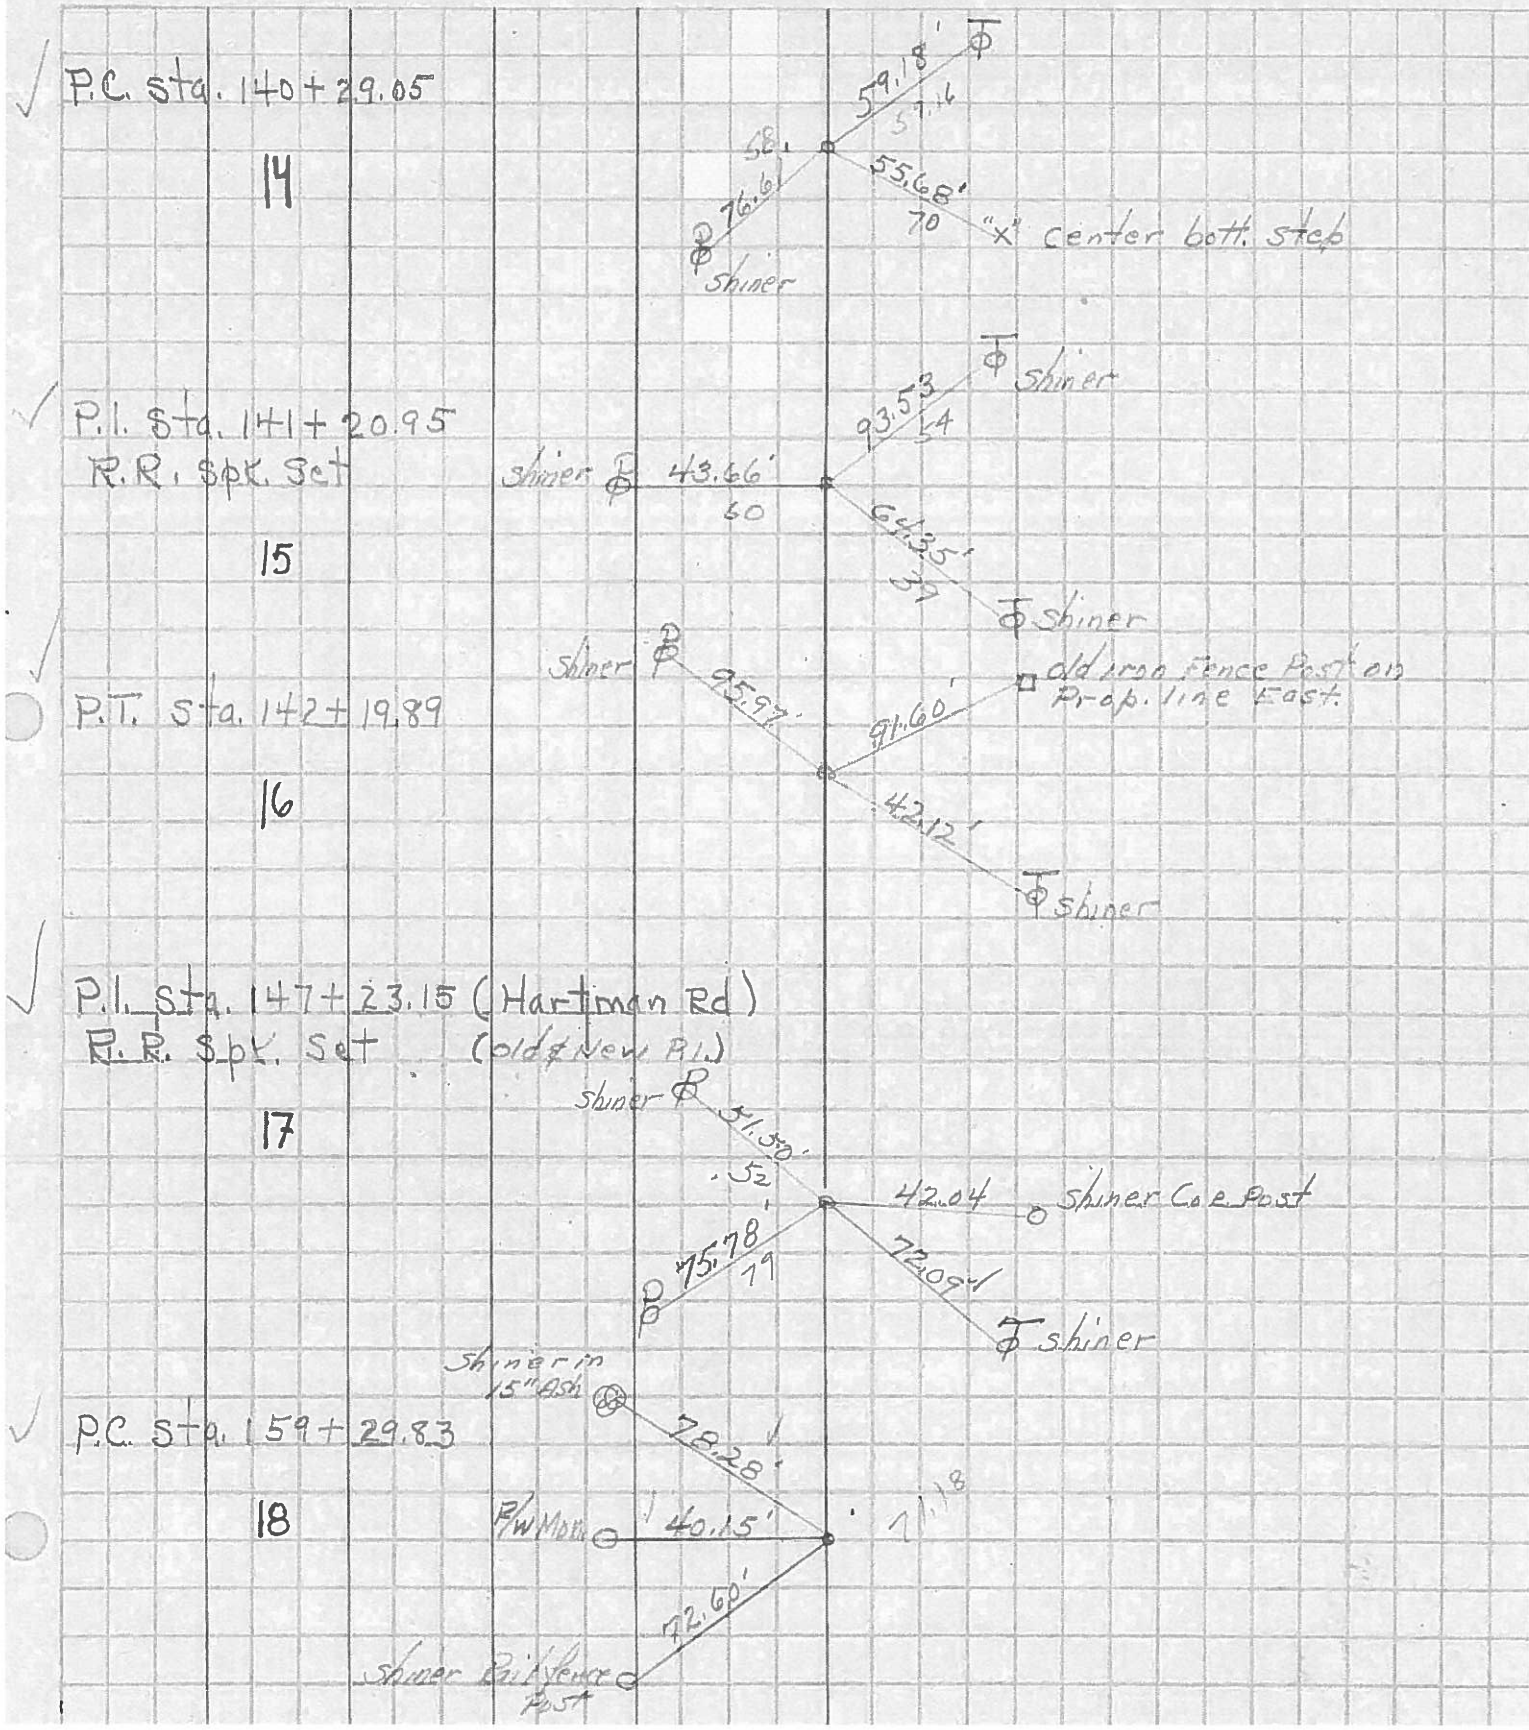 P.C. Sta. 140+29.05
14
59.18'
57.16
58.
76.61
55.68'
70
"X" center bott. step
P
Shiner
P.I. Sta. 141+20.95
R.R. Spk. Set
15
T Shiner
93.53
54
Shiner
43.66'
60
64.35'
39
T Shiner
Shiner P
95.97'
P.T. Sta. 142+19.89
16
91.60'
old iron Fence Post on
Prop. line East.
42.12'
T Shiner
P.I. Sta. 147+23.15 (Hartman Rd)
R.R. Spk. Set (old & New P.I.)
17
Shiner P
51.50'
.52
42.04
Shiner Post
75.78'
79
P
72.09'
T Shiner
Shiner in
15" Ash
P.C. Sta. 159+29.83
18
78.28'
R/W Mon.
40.15'
71.18
72.60'
Shiner Rail fence
Post